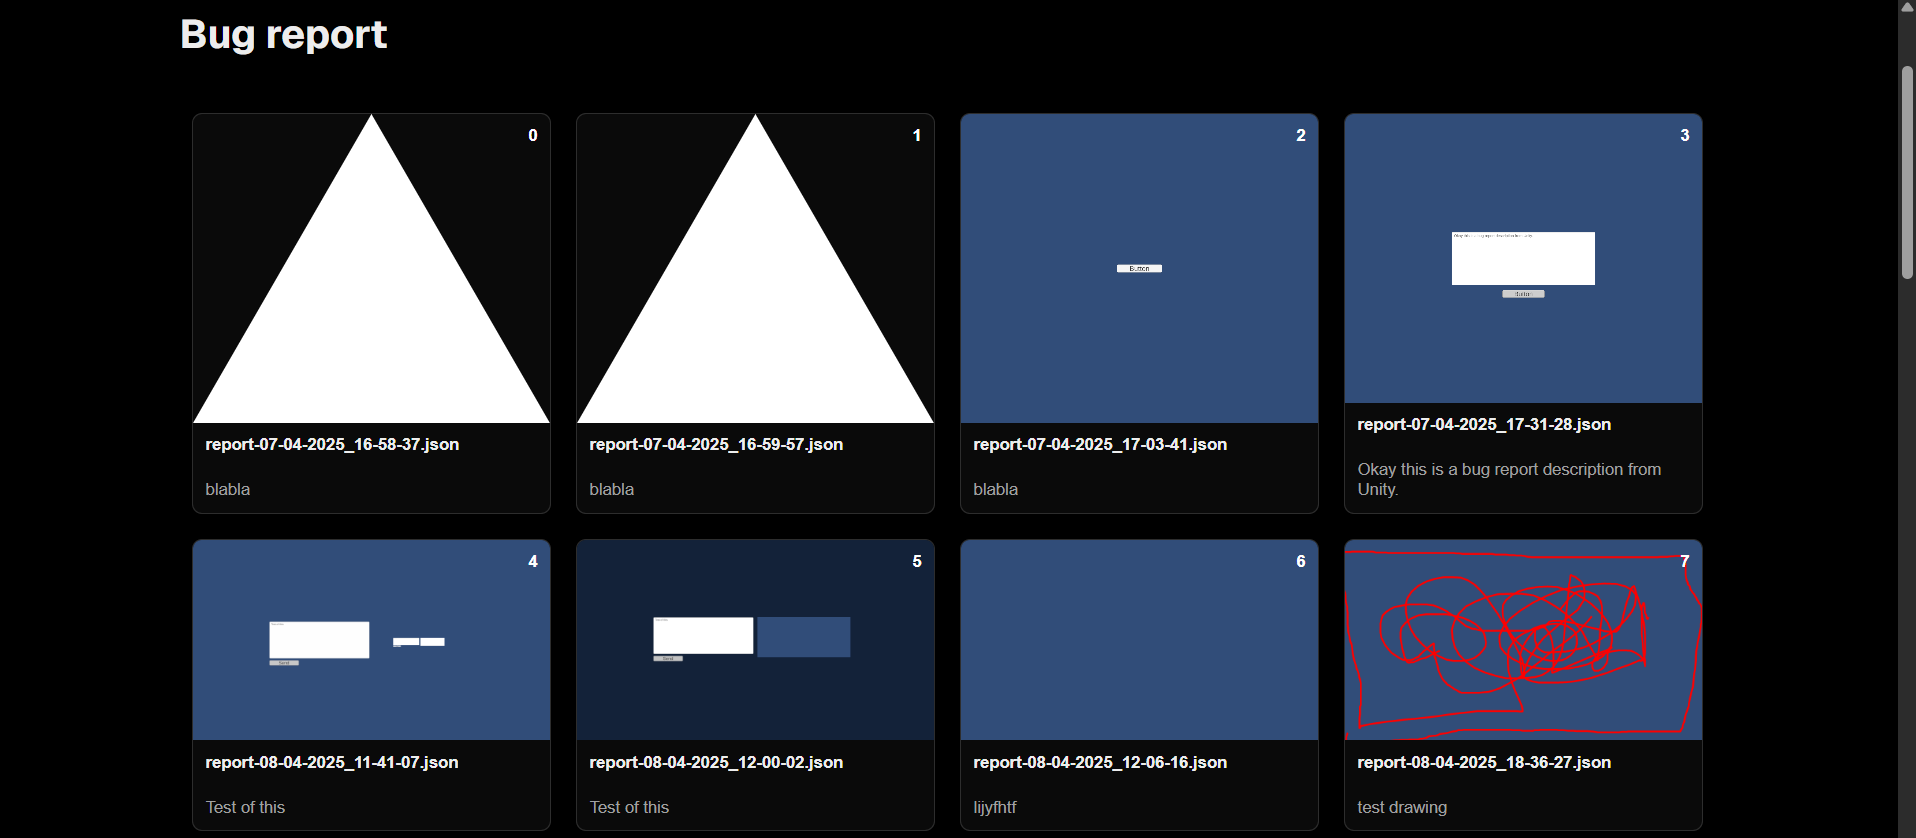 Bug report
0
1
2
3
Button
Button
report-07-04-2025_16-58-37.json
report-07-04-2025_16-59-57.json
report-07-04-2025_17-03-41.json
report-07-04-2025_17-31-28.json
blabla
blabla
blabla
Okay this is a bug report description from
Unity.
4
5
6
7
Send
Send
report-08-04-2025_11-41-07.json
report-08-04-2025_12-00-02.json
report-08-04-2025_12-06-16.json
report-08-04-2025_18-36-27.json
Test of this
Test of this
lijyfhtf
test drawing